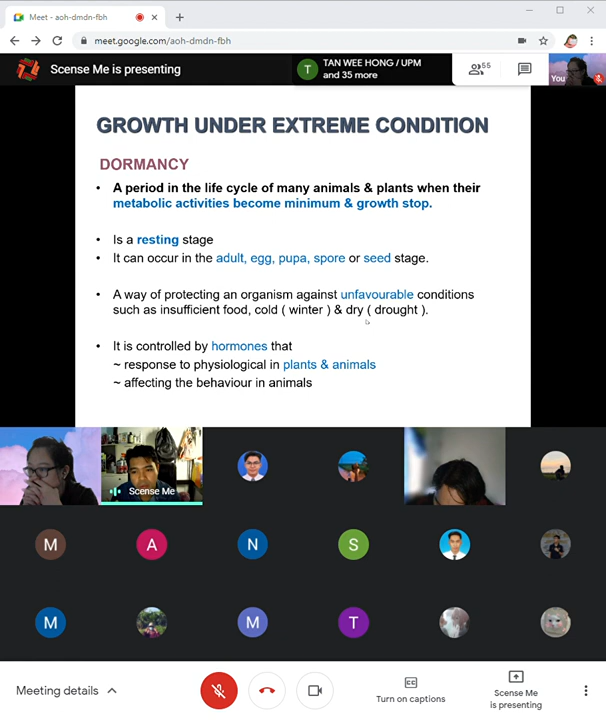 Meet - aoh-dmdn-fbh
meet.google.com/aoh-dmdn-fbh
Scense Me is presenting
T
TAN WEE HONG / UPM
and 35 more
55
You
GROWTH UNDER EXTREME CONDITION
DORMANCY
• A period in the life cycle of many animals & plants when their
metabolic activities become minimum & growth stop.
• Is a resting stage
• It can occur in the adult, egg, pupa, spore or seed stage.
• A way of protecting an organism against unfavourable conditions
such as insufficient food, cold ( winter ) & dry ( drought ).
• It is controlled by hormones that
~ response to physiological in plants & animals
~ affecting the behaviour in animals
Scense Me
M A N S
M M T
Meeting details
CC
Turn on captions
Scense Me
is presenting